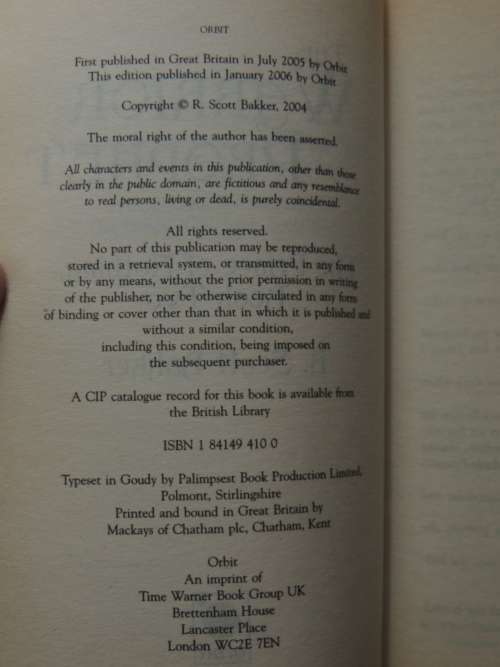 ORBIT
First published in Great Britain in July 2005 by Orbit
This edition published in January 2006 by Orbit
Copyright © R. Scott Bakker, 2004
The moral right of the author has been asserted.
All characters and events in this publication, other than those
clearly in the public domain, are fictitious and any resemblance
to real persons, living or dead, is purely coincidental.
All rights reserved.
No part of this publication may be reproduced,
stored in a retrieval system, or transmitted, in any form
or by any means, without the prior permission in writing
of the publisher, nor be otherwise circulated in any form
of binding or cover other than that in which it is published and
without a similar condition,
including this condition, being imposed on
the subsequent purchaser.
A CIP catalogue record for this book is available from
the British Library
ISBN 1 84149 410 0
Typeset in Goudy by Palimpsest Book Production Limited,
Polmont, Stirlingshire
Printed and bound in Great Britain by
Mackays of Chatham plc, Chatham, Kent
Orbit
An imprint of
Time Warner Book Group UK
Brettenham House
Lancaster Place
London WC2E 7EN